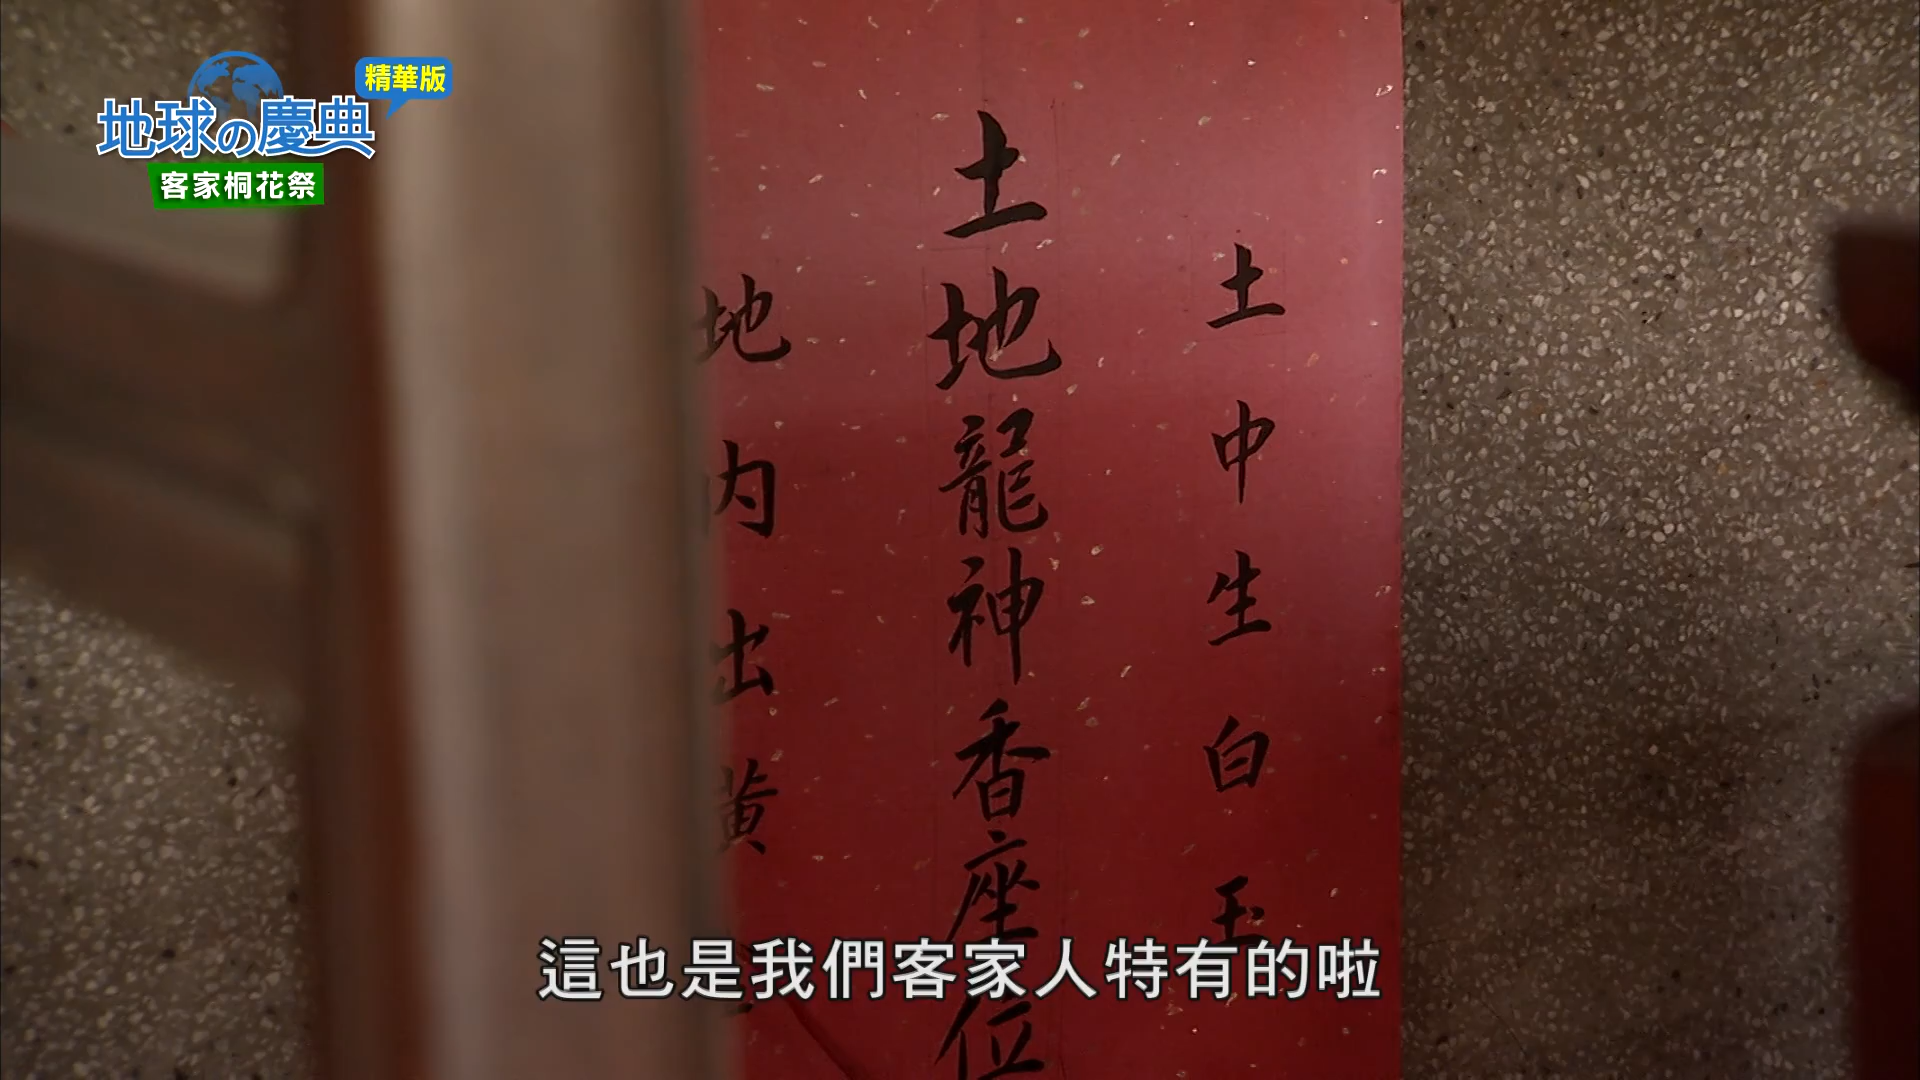 精華版
地球の慶典
客家桐花祭
土中生白玉
土地龍神香座位
地内出黃
這也是我們客家人特有的啦